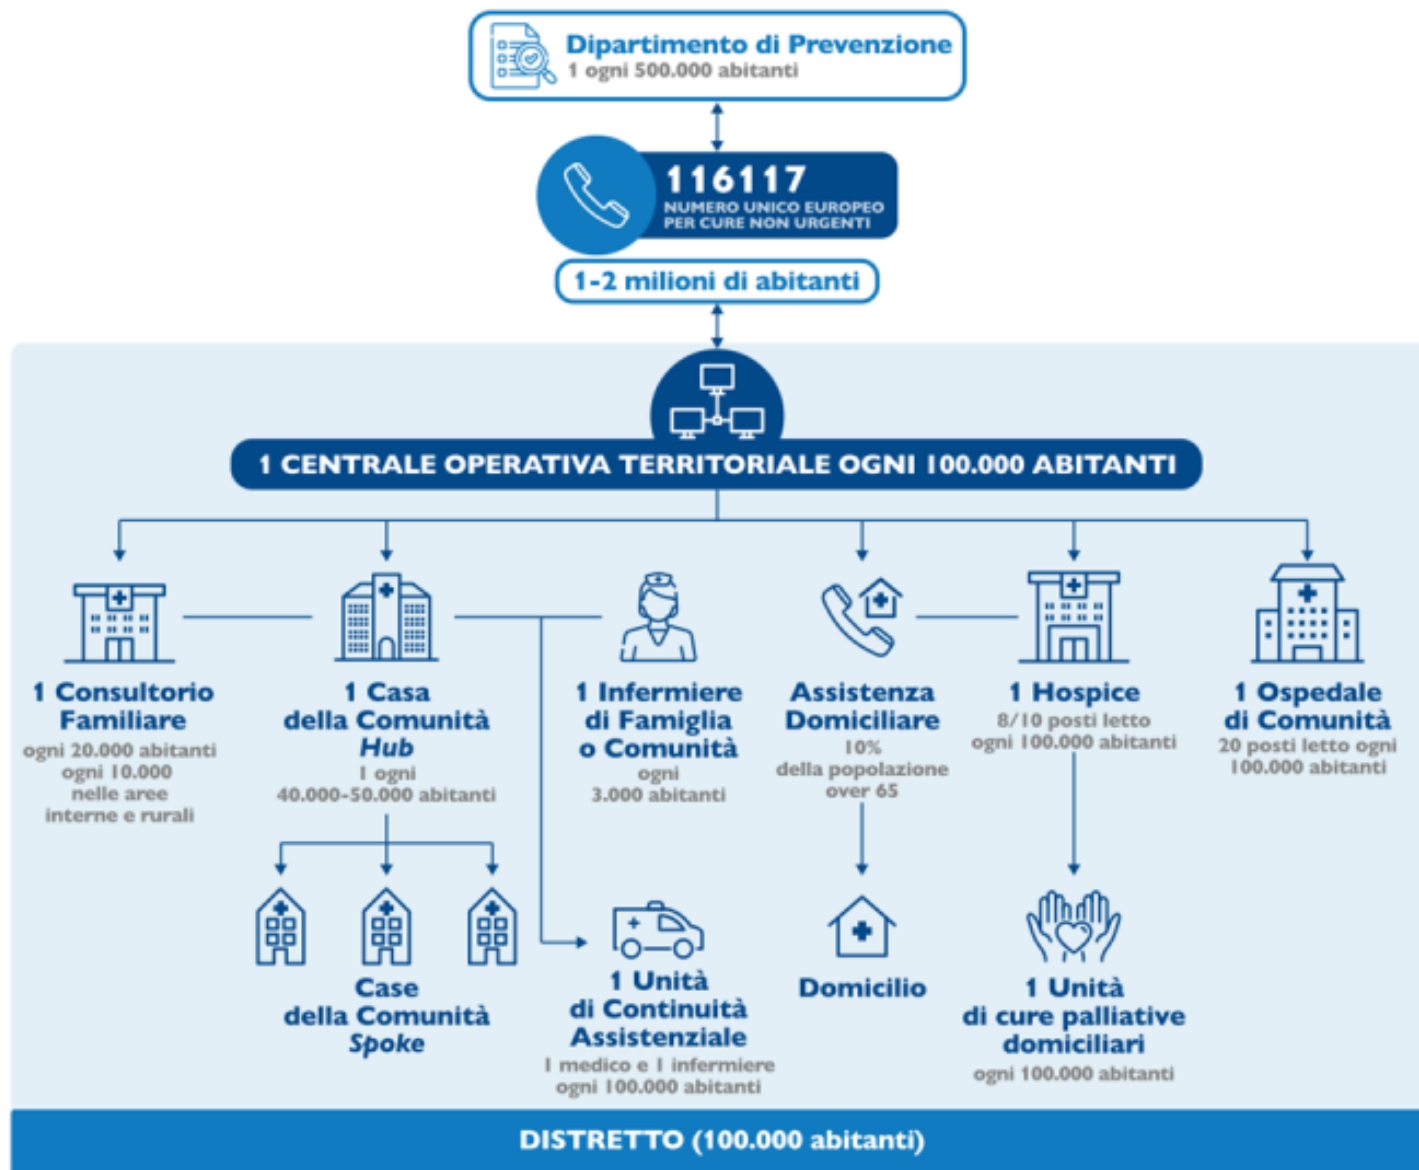 Dipartimento di Prevenzione
1 ogni 500.000 abitanti
116117
NUMERO UNICO EUROPEO
PER CURE NON URGENTI
1-2 milioni di abitanti
1 CENTRALE OPERATIVA TERRITORIALE OGNI 100.000 ABITANTI
1 Consultorio
Familiare
ogni 20.000 abitanti
ogni 10.000
nelle aree
interne e rurali
1 Casa
della Comunità
Hub
1 ogni
40.000-50.000 abitanti
1 Infermiere
di Famiglia
o Comunità
ogni
3.000 abitanti
Assistenza
Domiciliare
10%
della popolazione
over 65
1 Hospice
8/10 posti letto
ogni 100.000 abitanti
1 Ospedale
di Comunità
20 posti letto ogni
100.000 abitanti
Case
della Comunità
Spoke
1 Unità
di Continuità
Assistenziale
1 medico e 1 infermiere
ogni 100.000 abitanti
Domicilio
1 Unità
di cure palliative
domiciliari
ogni 100.000 abitanti
DISTRETTO (100.000 abitanti)